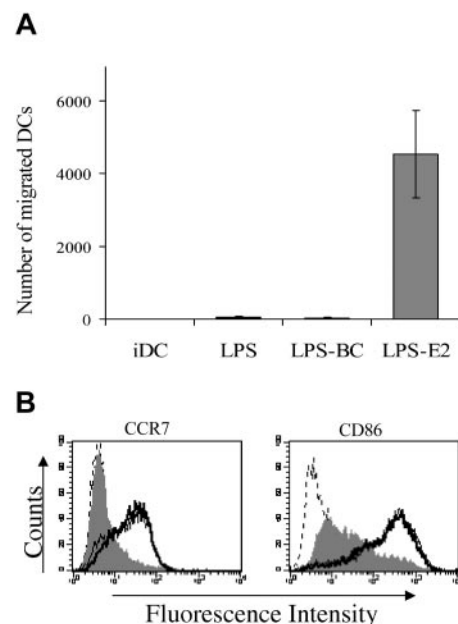 A
Number of migrated DCs
6000
4000
2000
0
iDC
LPS
LPS-BC
LPS-E2
B
CCR7
CD86
Counts
Fluorescence Intensity